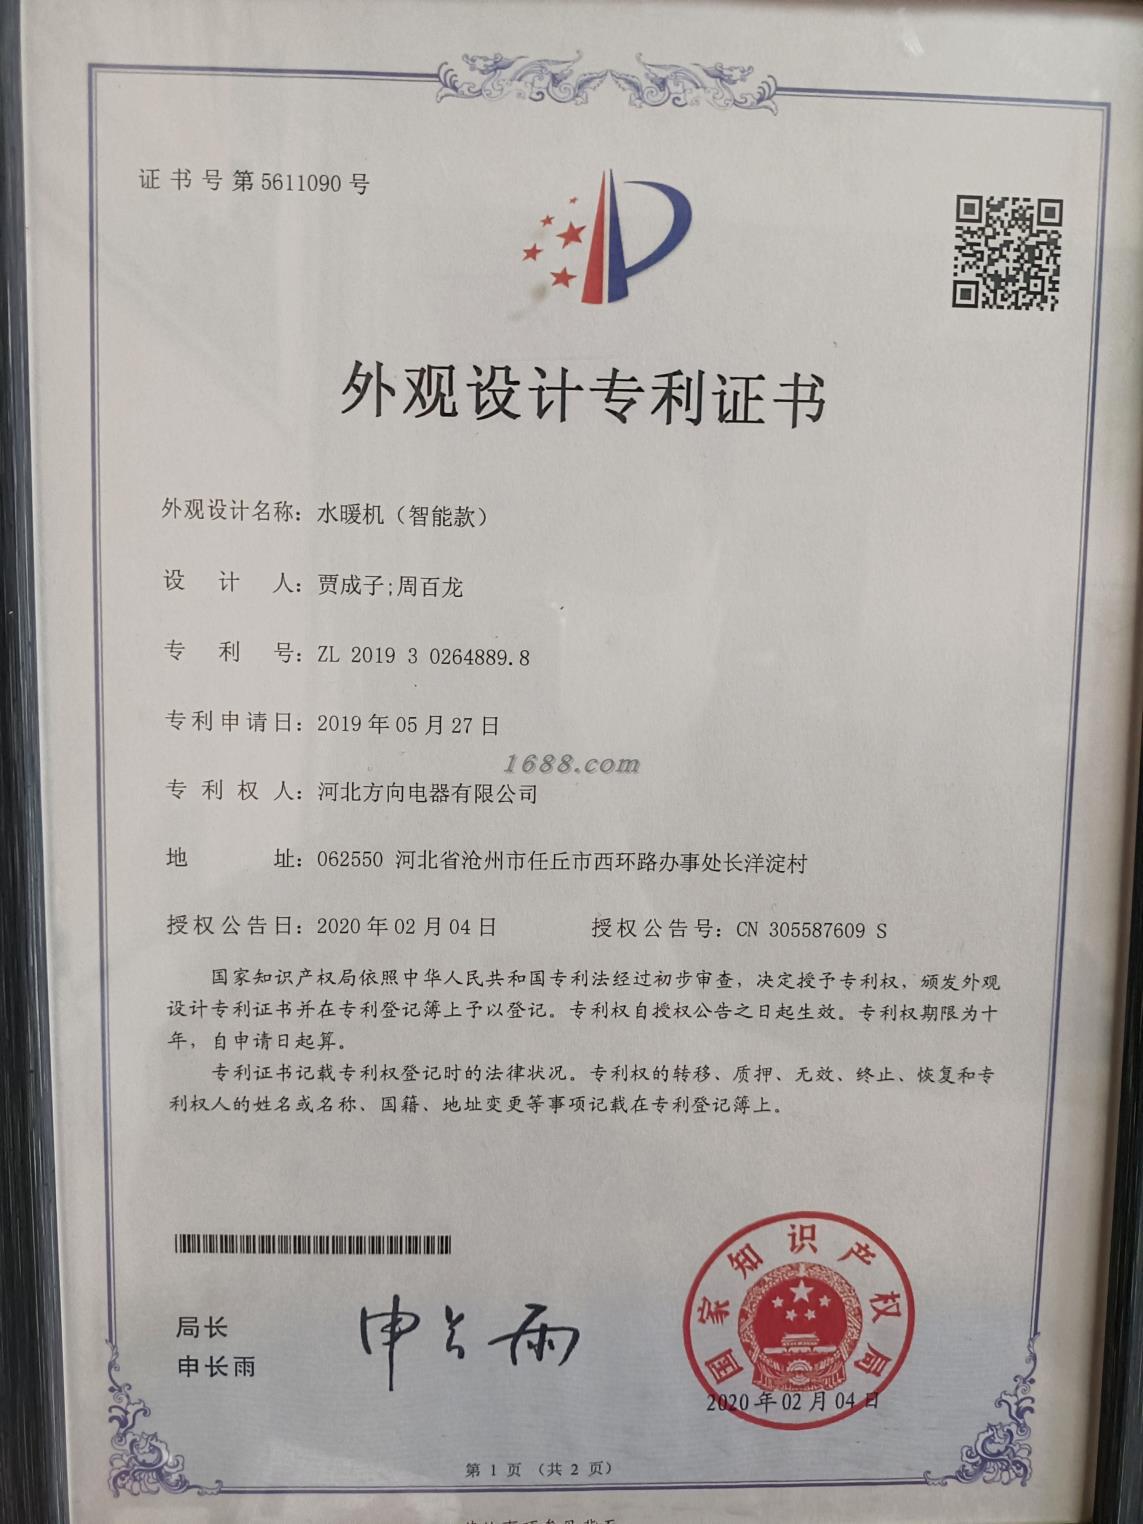 证书号第5611090号
外观设计专利证书
外观设计名称：水暖机（智能款）
设计人：贾成子;周百龙
专利号：ZL 2019 3 0264889.8
专利申请日：2019年05月27日
1688.com
专利权人：河北方向电器有限公司
地址：062550 河北省沧州市任丘市西环路办事处长洋淀村
授权公告日：2020年02月04日 授权公告号：CN 305587609 S
国家知识产权局依照中华人民共和国专利法经过初步审查，决定授予专利权，颁发外观
设计专利证书并在专利登记簿上予以登记。专利权自授权公告之日起生效。专利权期限为十
年，自申请日起算。
专利证书记载专利权登记时的法律状况。专利权的转移、质押、无效、终止、恢复和专
利权人的姓名或名称、国籍、地址变更等事项记载在专利登记簿上。
局长
申长雨
申长雨
国家知识产权局
2020年02月04日
第 1 页 （共 2 页）